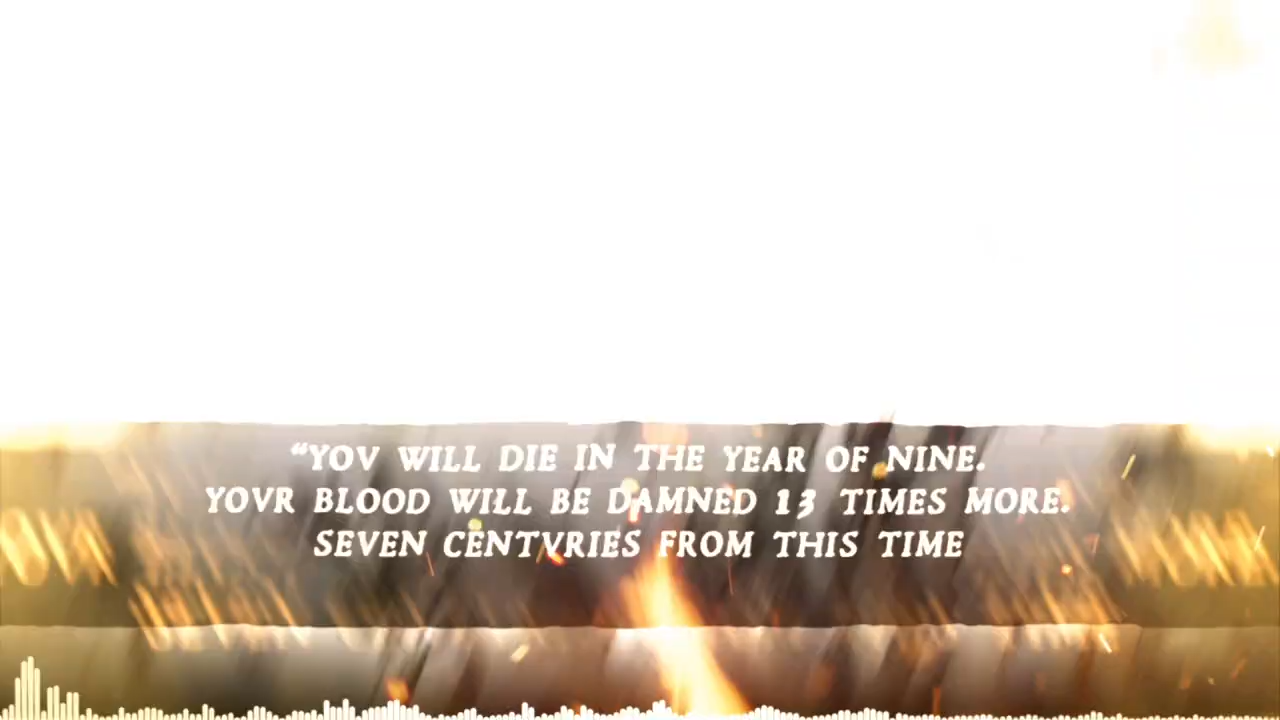 “YOV WILL DIE IN THE YEAR OF NINE.
YOVR BLOOD WILL BE DAMNED 13 TIMES MORE.
SEVEN CENTVRIES FROM THIS TIME